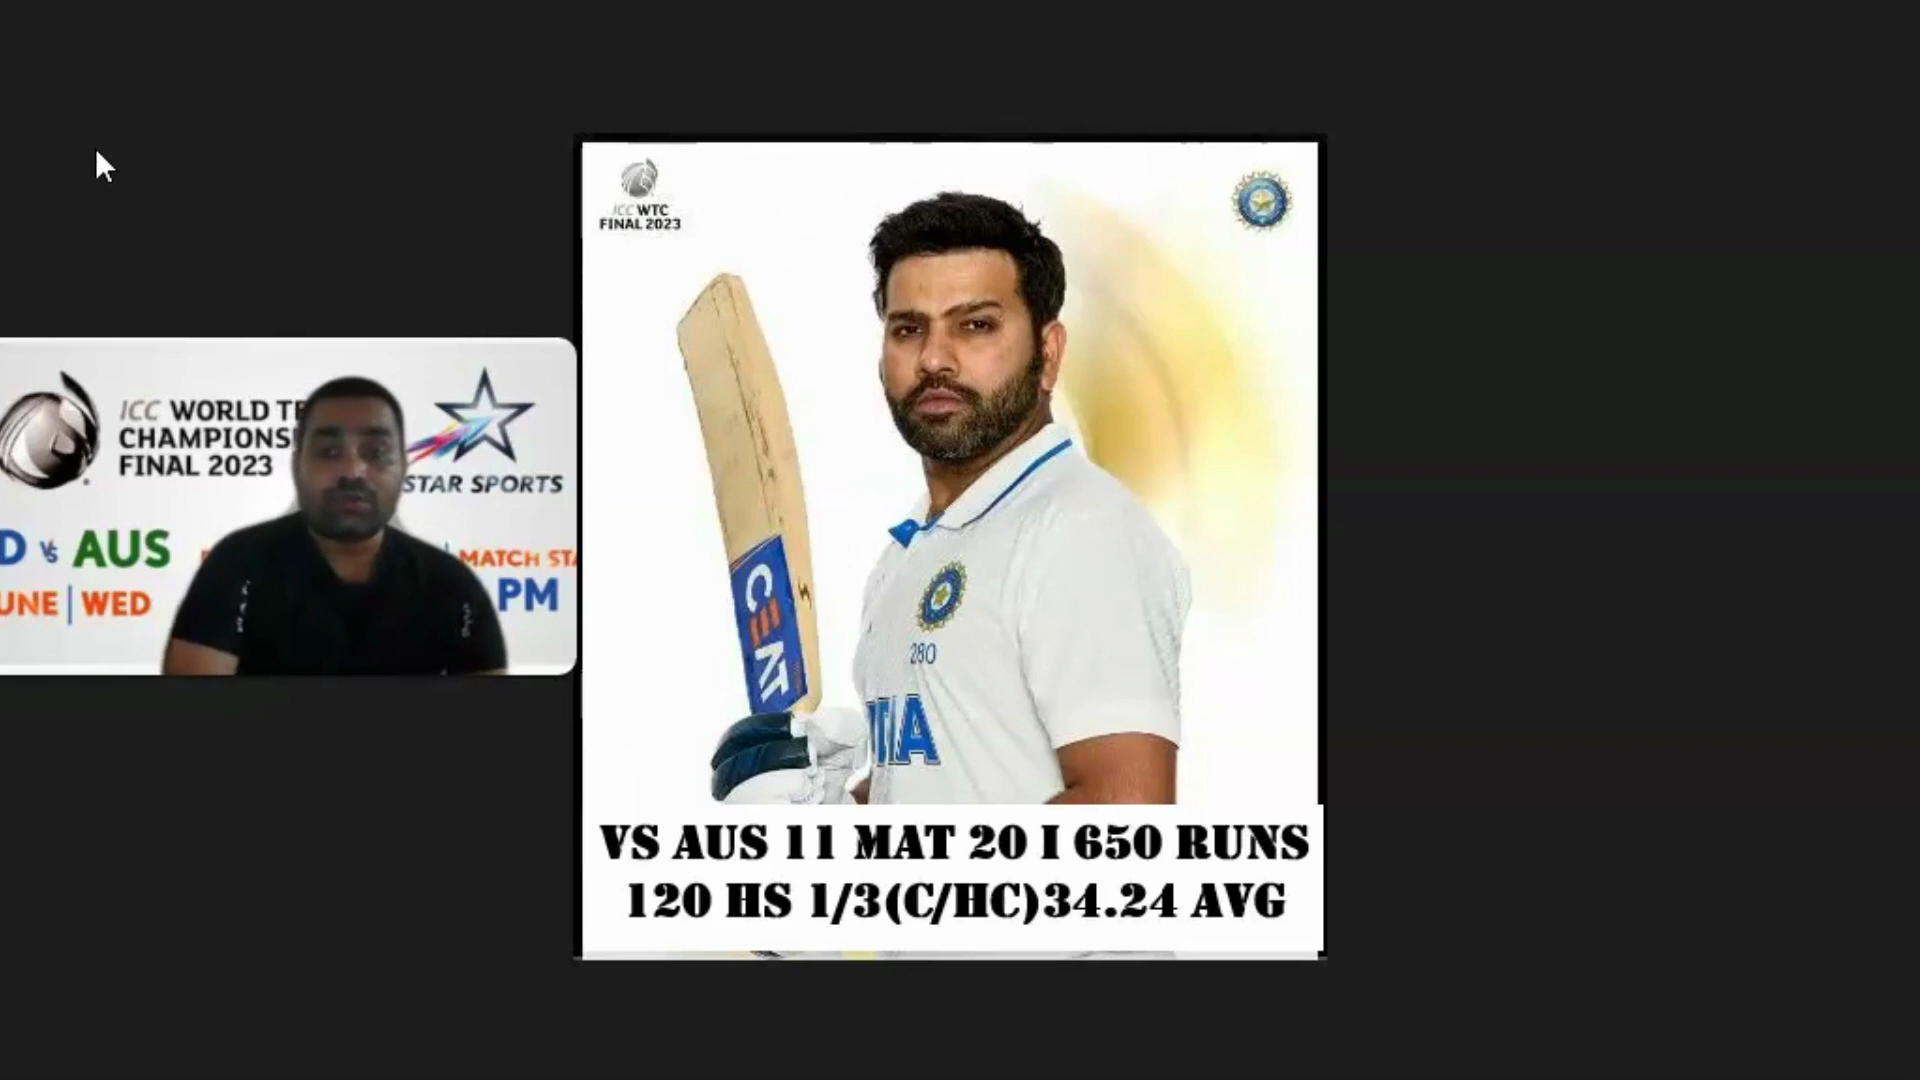 ICC WTC
FINAL 2023
ICC WORLD TE
CHAMPIONS
FINAL 2023
STAR SPORTS
D VS AUS
MATCH STA
UNE | WED
PM
CEAT
280
VS AUS 11 MAT 20 I 650 RUNS
120 HS 1/3(C/HC)34.24 AVG